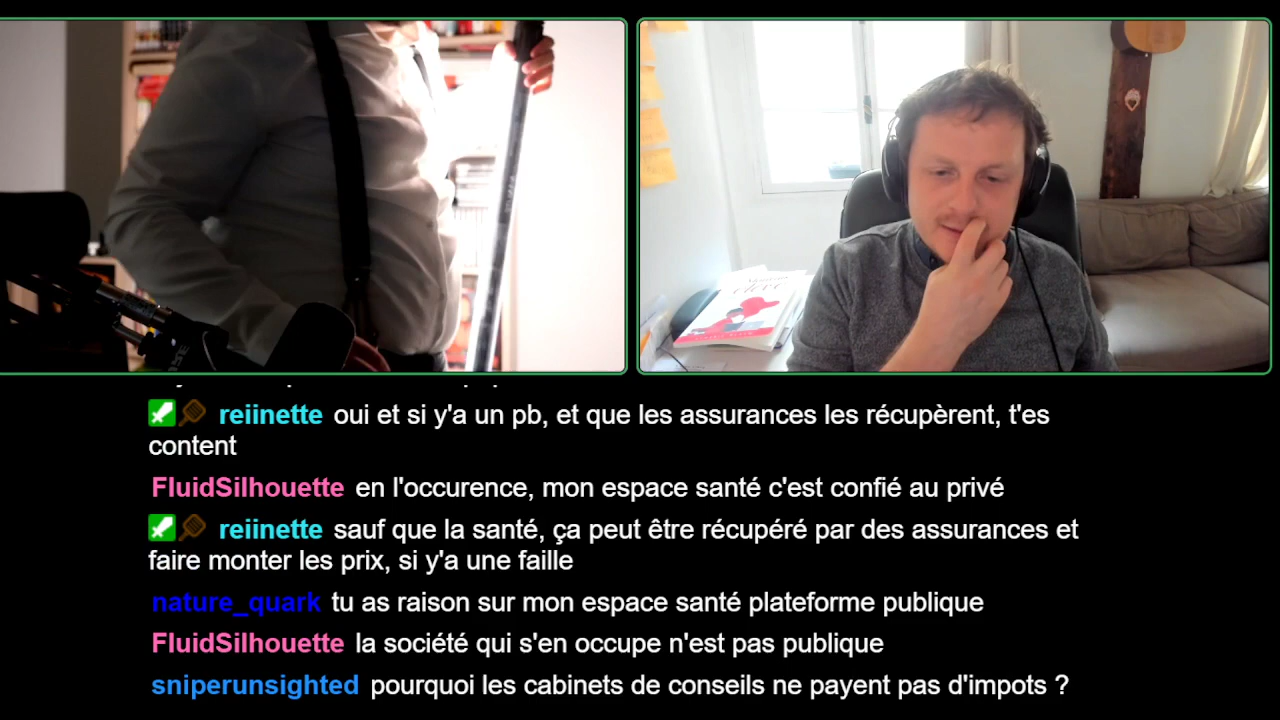 reiinette oui et si y'a un pb, et que les assurances les récupèrent, t'es
content
FluidSilhouette en l'occurence, mon espace santé c'est confié au privé
reiinette sauf que la santé, ça peut être récupéré par des assurances et
faire monter les prix, si y'a une faille
nature_quark tu as raison sur mon espace santé plateforme publique
FluidSilhouette la société qui s'en occupe n'est pas publique
sniperunsighted pourquoi les cabinets de conseils ne payent pas d'impots ?